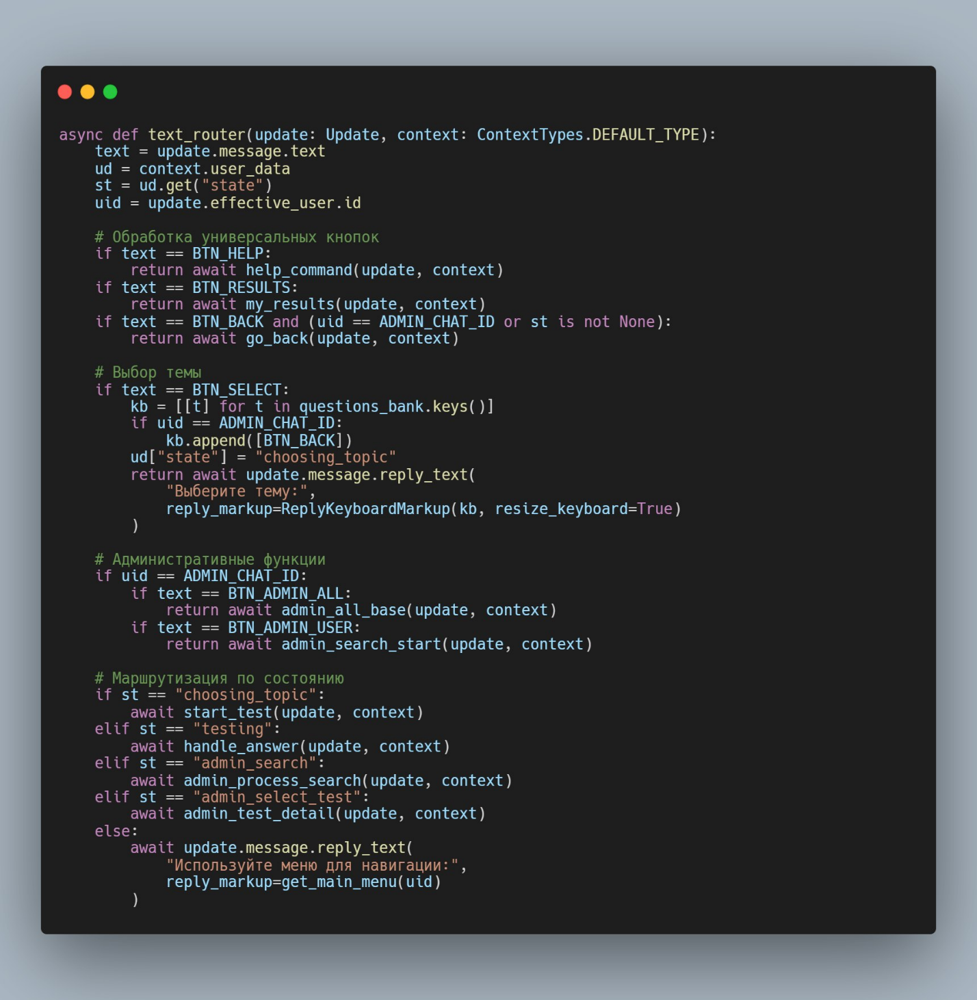 async def text_router(update: Update, context: ContextTypes.DEFAULT_TYPE):
    text = update.message.text
    ud = context.user_data
    st = ud.get("state")
    uid = update.effective_user.id

    # Обработка универсальных кнопок
    if text == BTN_HELP:
        return await help_command(update, context)
    if text == BTN_RESULTS:
        return await my_results(update, context)
    if text == BTN_BACK and (uid == ADMIN_CHAT_ID or st is not None):
        return await go_back(update, context)

    # Выбор темы
    if text == BTN_SELECT:
        kb = [[t] for t in questions_bank.keys()]
        if uid == ADMIN_CHAT_ID:
            kb.append([BTN_BACK])
        ud["state"] = "choosing_topic"
        return await update.message.reply_text(
            "Выберите тему:",
            reply_markup=ReplyKeyboardMarkup(kb, resize_keyboard=True)
        )

    # Административные функции
    if uid == ADMIN_CHAT_ID:
        if text == BTN_ADMIN_ALL:
            return await admin_all_base(update, context)
        if text == BTN_ADMIN_USER:
            return await admin_search_start(update, context)

    # Маршрутизация по состоянию
    if st == "choosing_topic":
        await start_test(update, context)
    elif st == "testing":
        await handle_answer(update, context)
    elif st == "admin_search":
        await admin_process_search(update, context)
    elif st == "admin_select_test":
        await admin_test_detail(update, context)
    else:
        await update.message.reply_text(
            "Используйте меню для навигации:",
            reply_markup=get_main_menu(uid)
        )